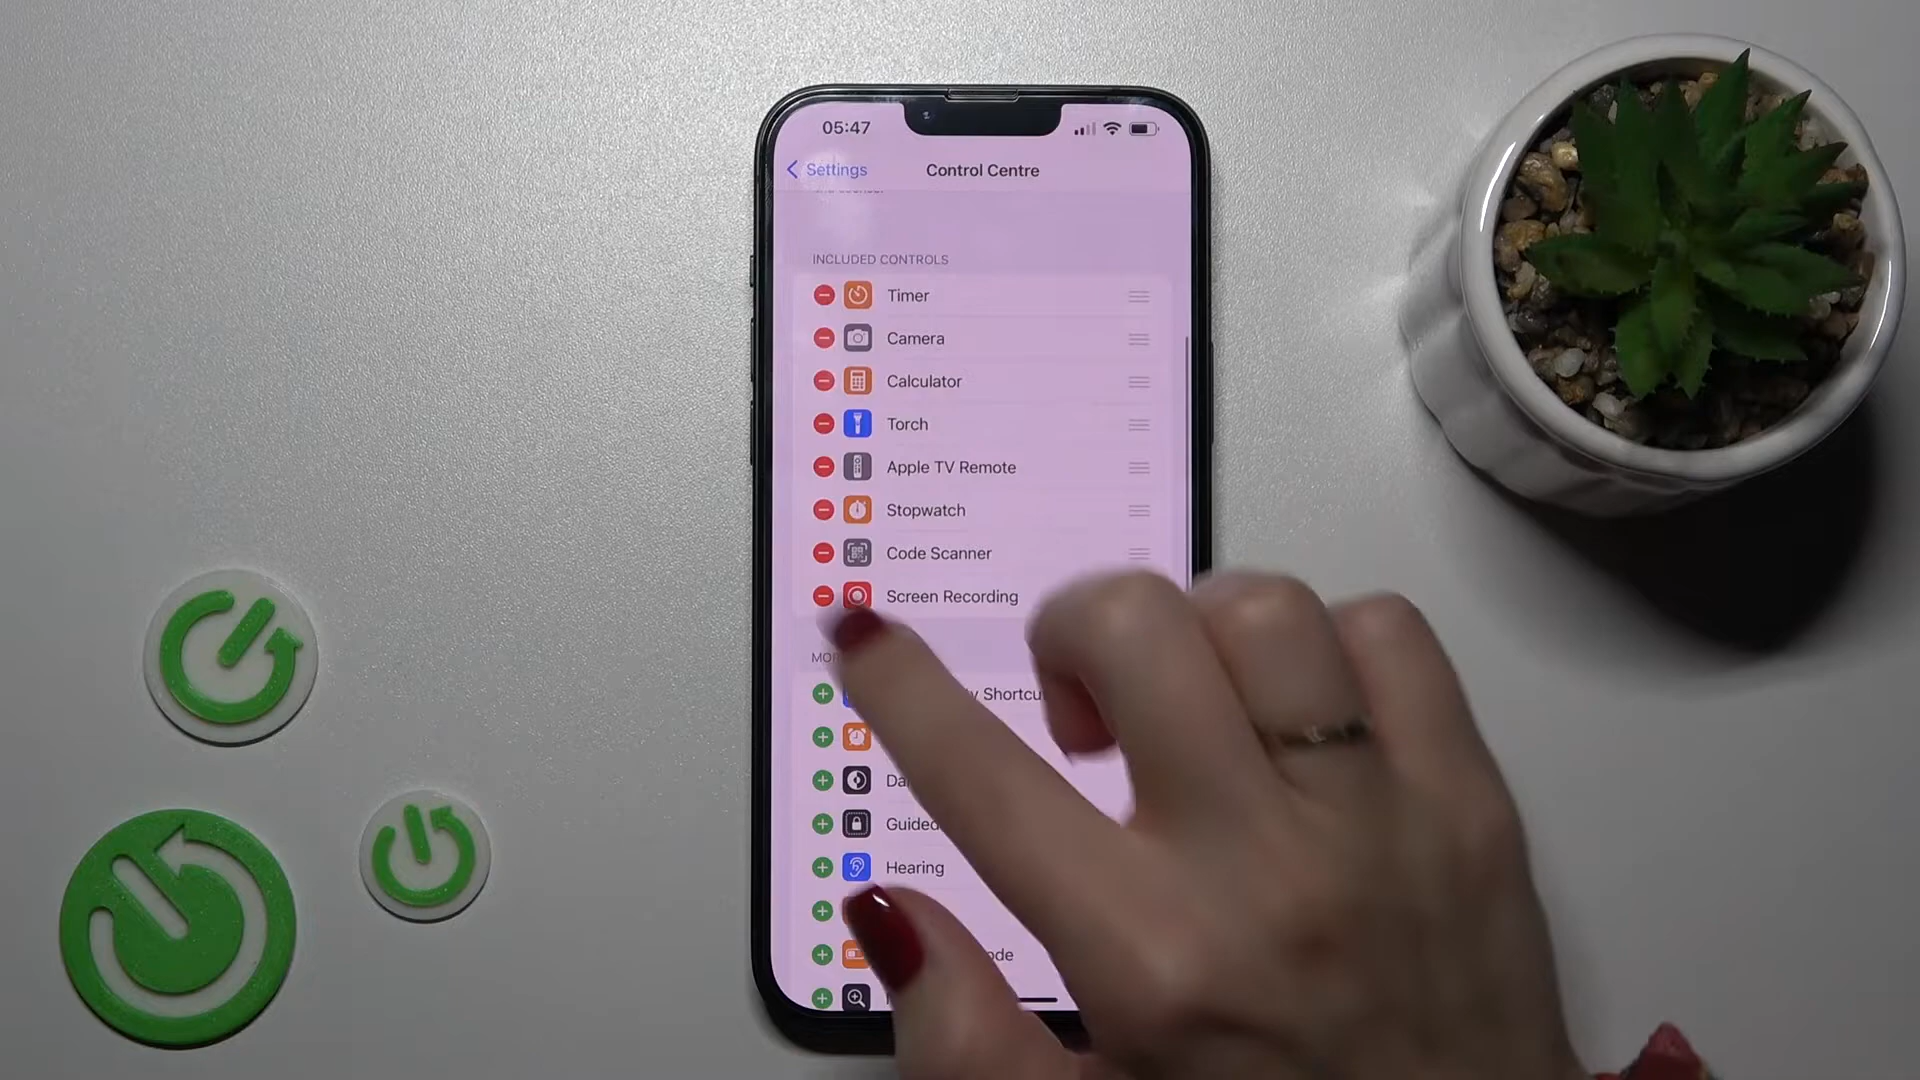 05:47
Settings
Control Centre
INCLUDED CONTROLS
Timer
Camera
Calculator
Torch
Apple TV Remote
Stopwatch
Code Scanner
Screen Recording
Hearing